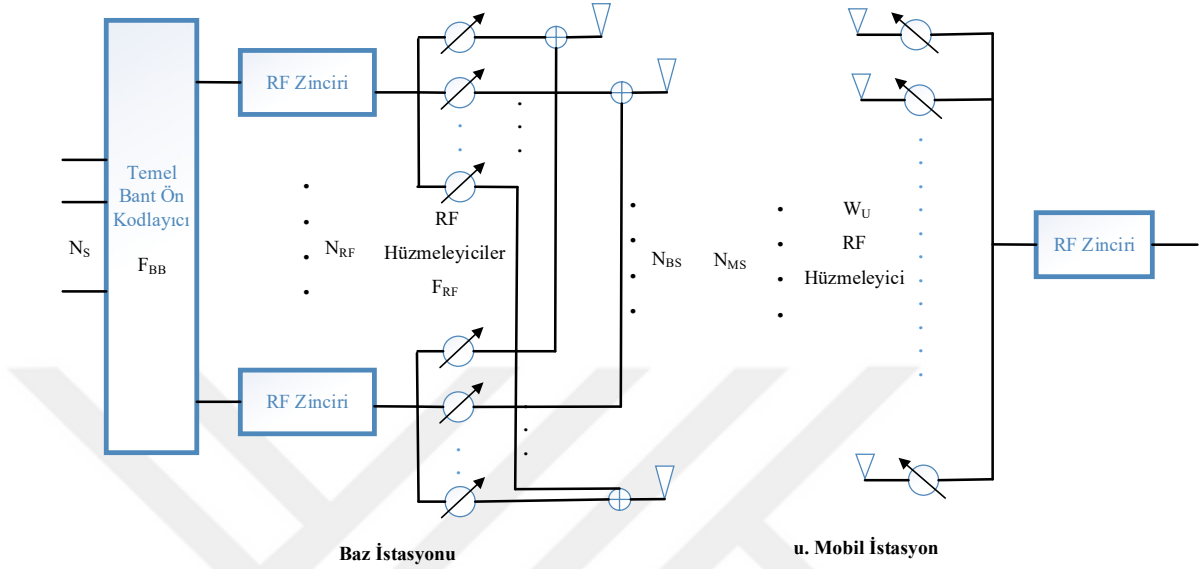 RF Zinciri
Temel
Bant Ön
Kodlayıcı
F_BB
N_S
N_RF
RF
Hüzmeleyiciler
F_RF
RF Zinciri
N_BS
N_MS
W_U
RF
Hüzmeleyici
RF Zinciri
Baz İstasyonu
u. Mobil İstasyon